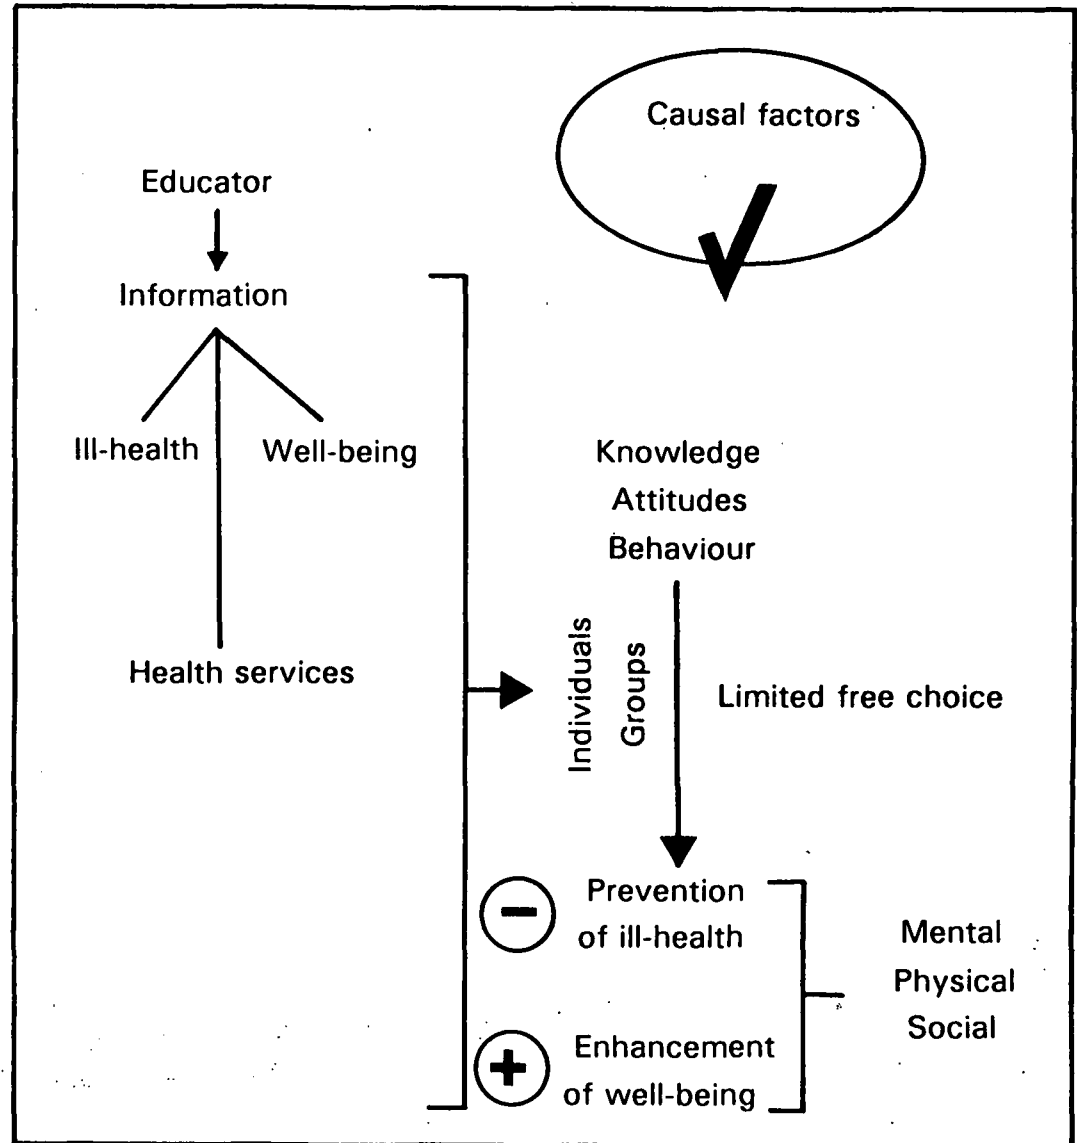 Causal factors
Educator
Information
Ill-health
Well-being
Health services
Knowledge
Attitudes
Behaviour
Individuals
Groups
Limited free choice
Prevention
of ill-health
Enhancement
of well-being
Mental
Physical
Social